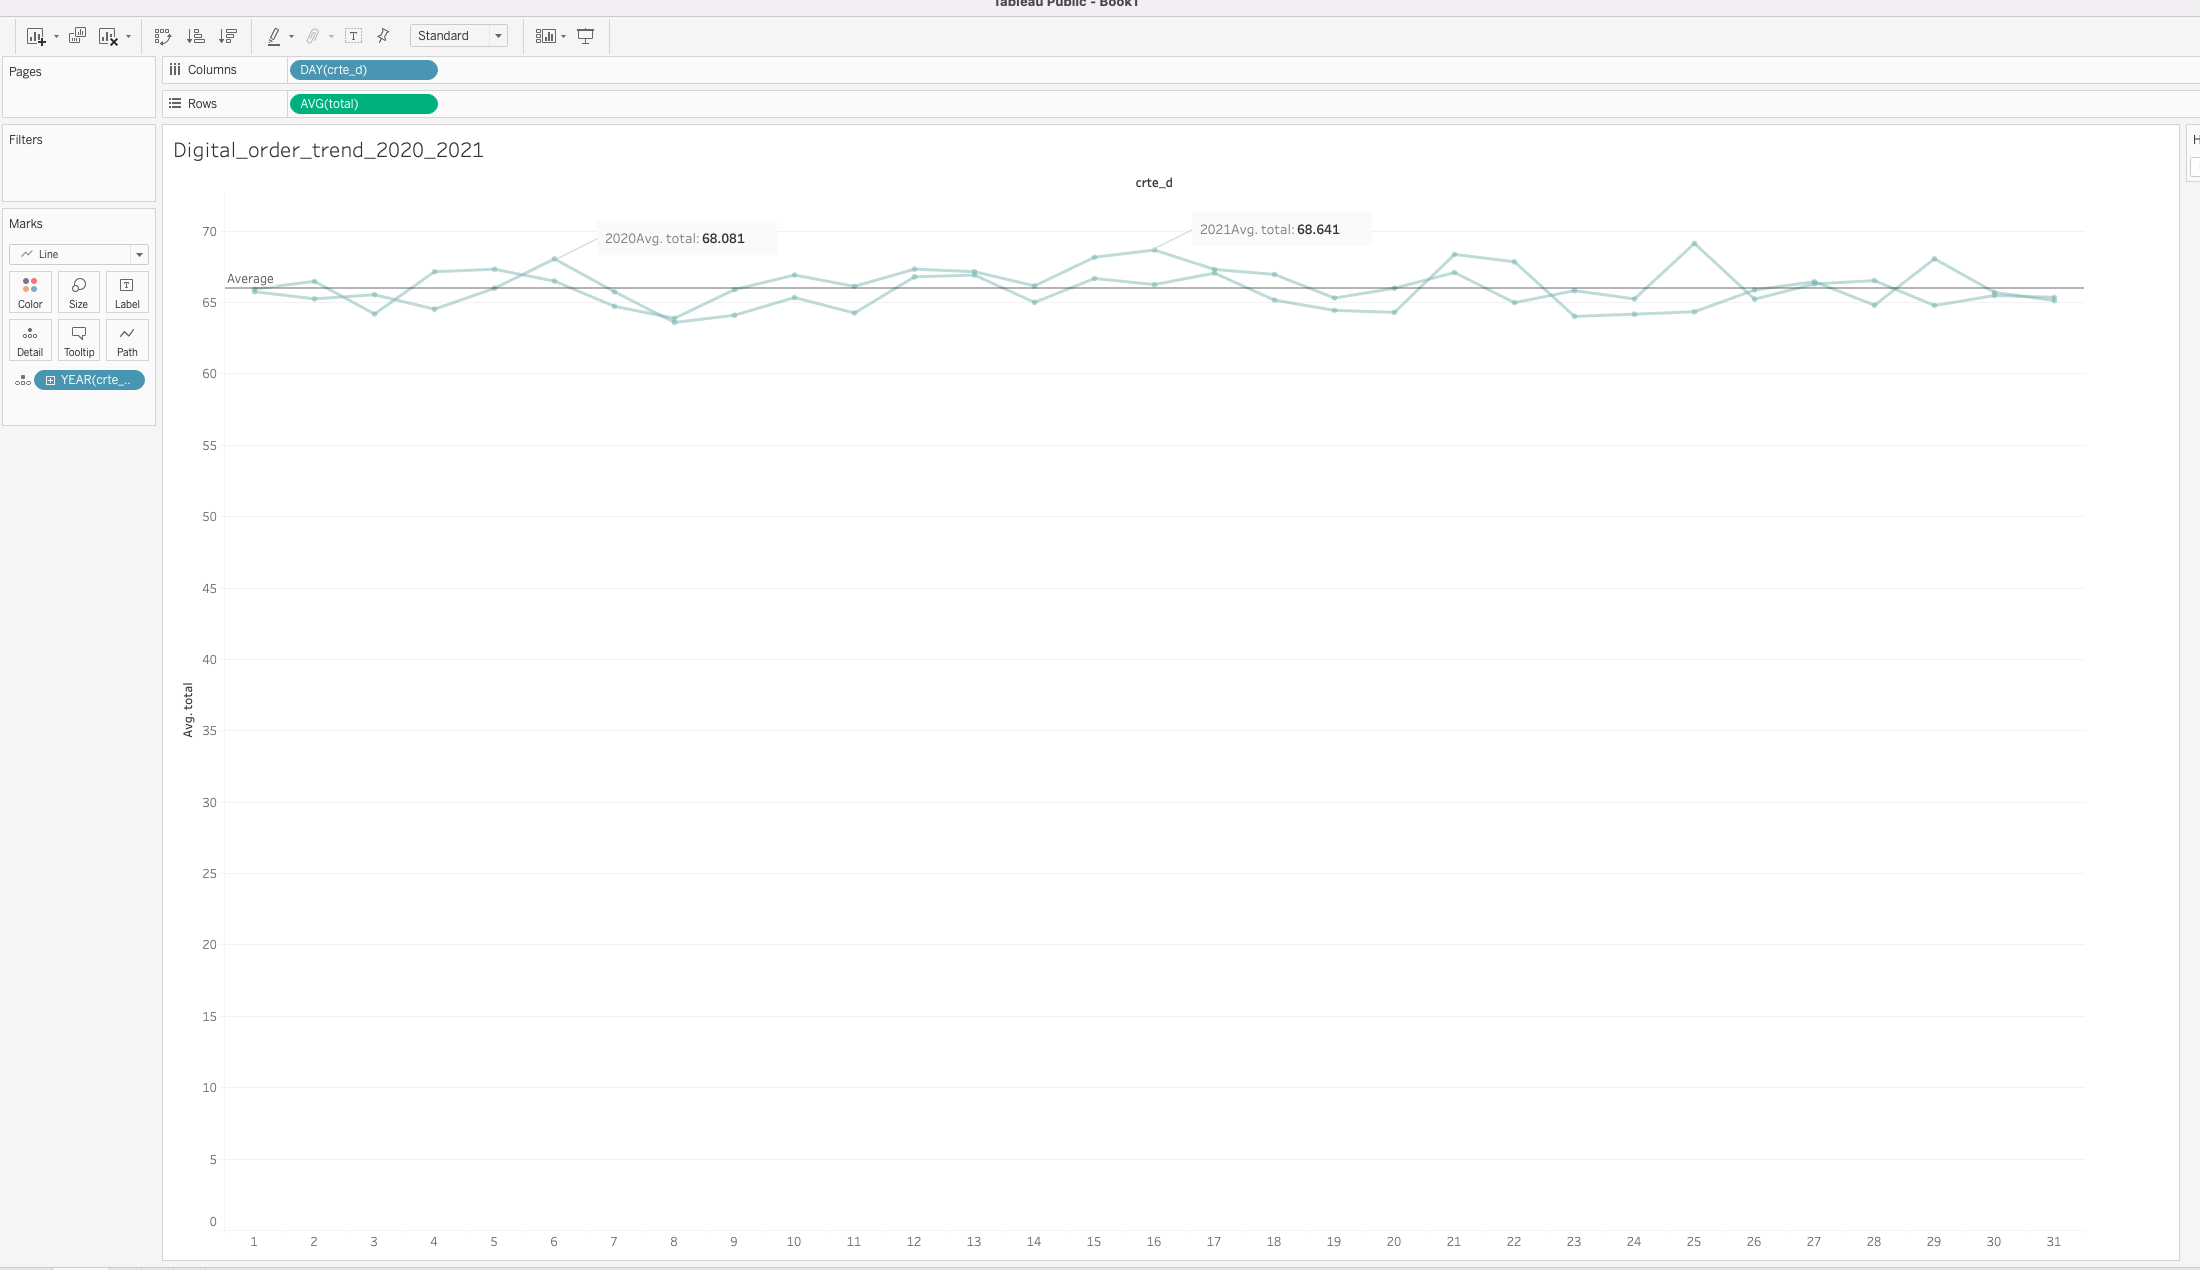 Tableau Public - Book1
Standard
Pages
Columns
DAY(crte_d)
Rows
AVG(total)
Filters
Marks
Line
Color
Size
Label
Detail
Tooltip
Path
YEAR(crte_..
Digital_order_trend_2020_2021
crte_d
2020Avg. total: 68.081
2021Avg. total: 68.641
Average
Avg. total
70
65
60
55
50
45
40
35
30
25
20
15
10
5
0
1 2 3 4 5 6 7 8 9 10 11 12 13 14 15 16 17 18 19 20 21 22 23 24 25 26 27 28 29 30 31